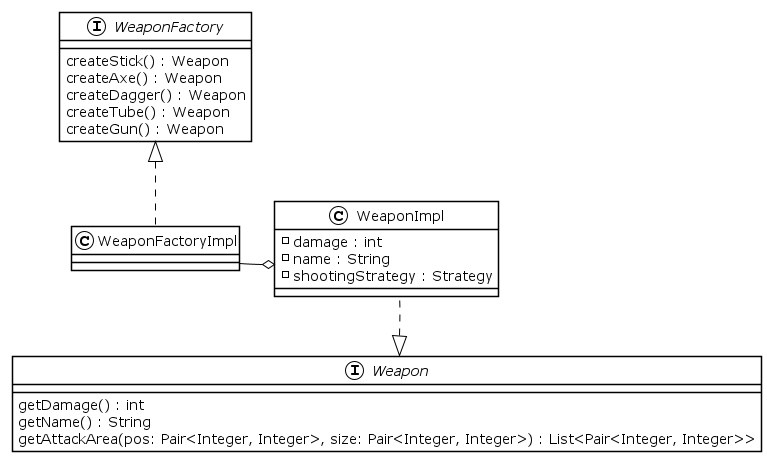 I WeaponFactory
createStick() : Weapon
createAxe() : Weapon
createDagger() : Weapon
createTube() : Weapon
createGun() : Weapon
C WeaponFactoryImpl
C WeaponImpl
damage : int
name : String
shootingStrategy : Strategy
I Weapon
getDamage() : int
getName() : String
getAttackArea(pos: Pair<Integer, Integer>, size: Pair<Integer, Integer>) : List<Pair<Integer, Integer>>